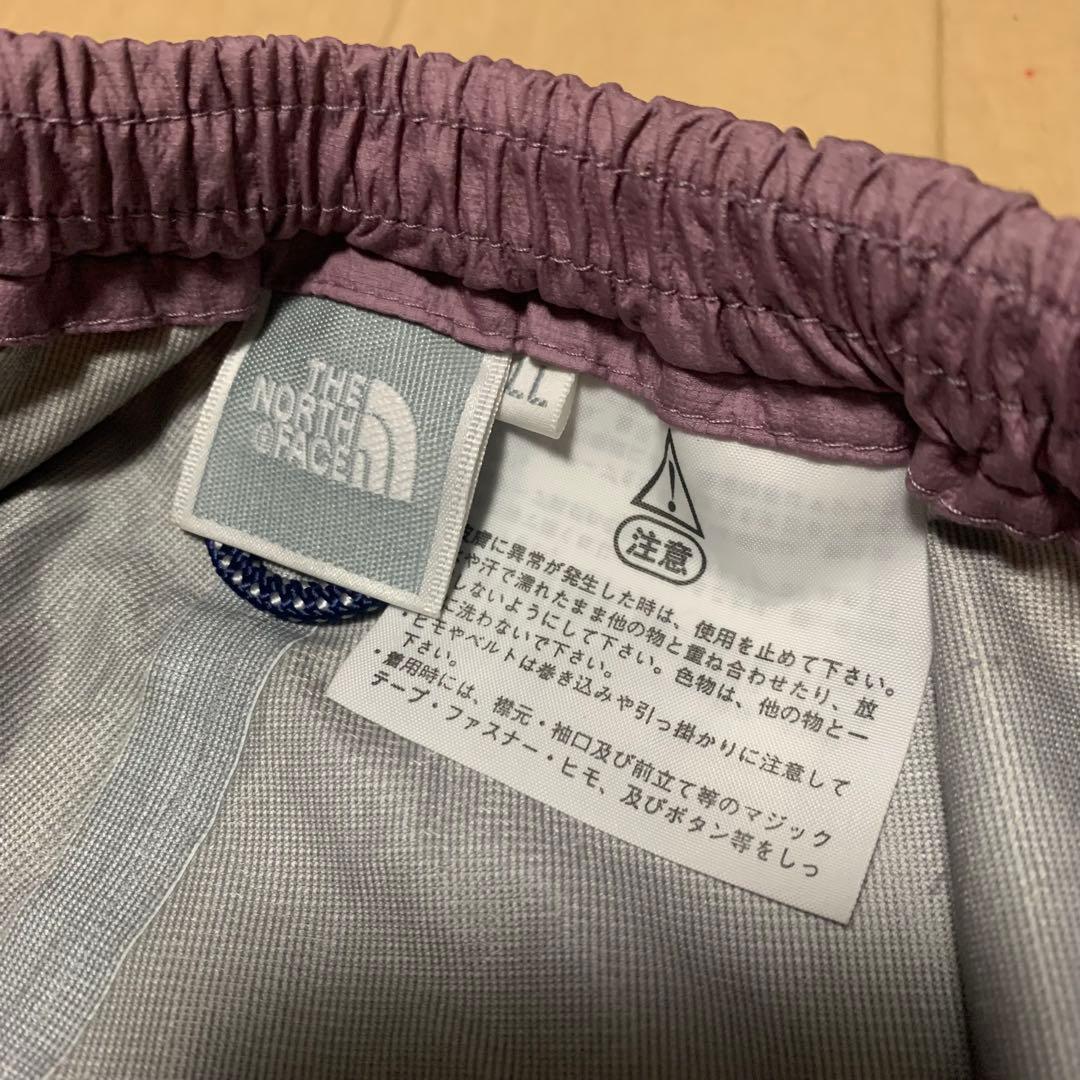 THE
NORTH
FACE
LL
注意
皮膚に異常が発生した時は、使用を止めて下さい。
や汗で濡れたまま他の物と重ね合わせたり、放
しないようにして下さい。色物は、他の物と一
に洗わないで下さい。
・ヒモやベルトは巻き込みや引っ掛かりに注意して
下さい。
・着用時には、襟元・袖口及び前立て等のマジック
テープ・ファスナー・ヒモ、及びボタン等をしっ